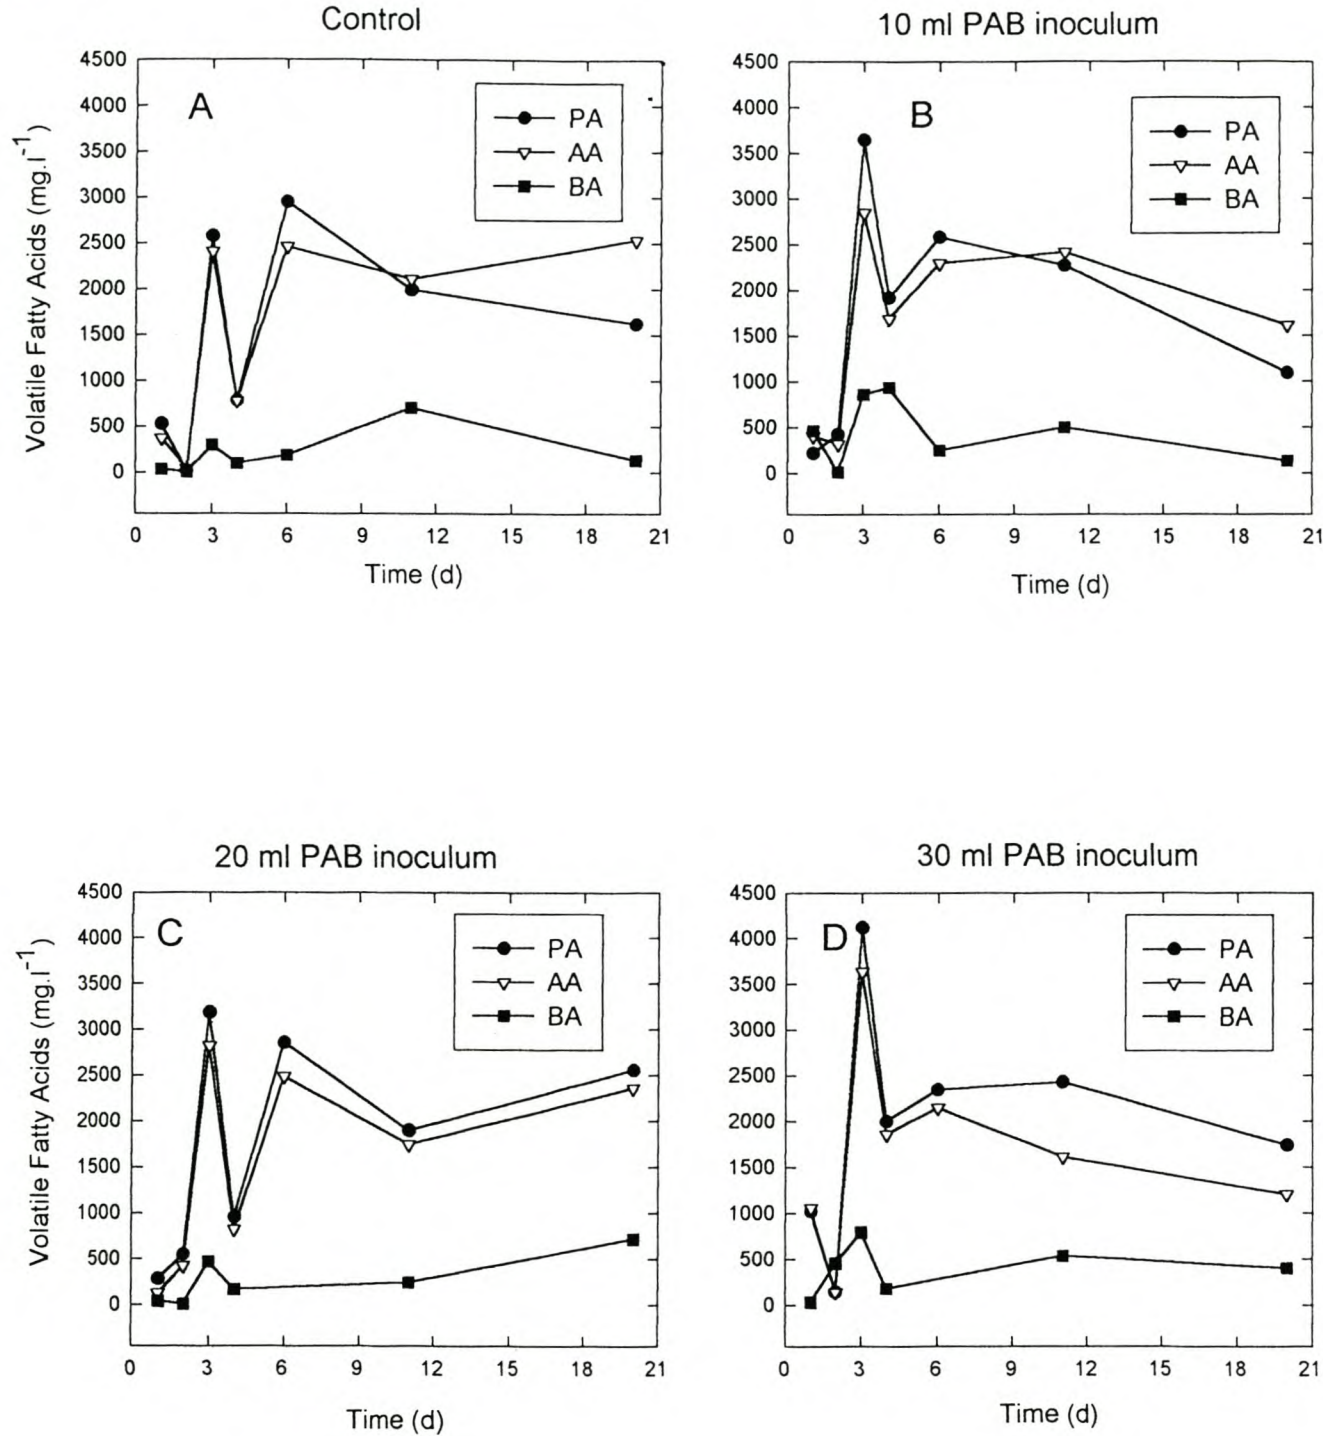 Control
A
PA
AA
BA
Volatile Fatty Acids (mg.l-1)
4500
4000
3500
3000
2500
2000
1500
1000
500
0
0 3 6 9 12 15 18 21
Time (d)
10 ml PAB inoculum
B
PA
AA
BA
4500
4000
3500
3000
2500
2000
1500
1000
500
0
0 3 6 9 12 15 18 21
Time (d)
20 ml PAB inoculum
C
PA
AA
BA
Volatile Fatty Acids (mg.l-1)
4500
4000
3500
3000
2500
2000
1500
1000
500
0
0 3 6 9 12 15 18 21
Time (d)
30 ml PAB inoculum
D
PA
AA
BA
4500
4000
3500
3000
2500
2000
1500
1000
500
0
0 3 6 9 12 15 18 21
Time (d)